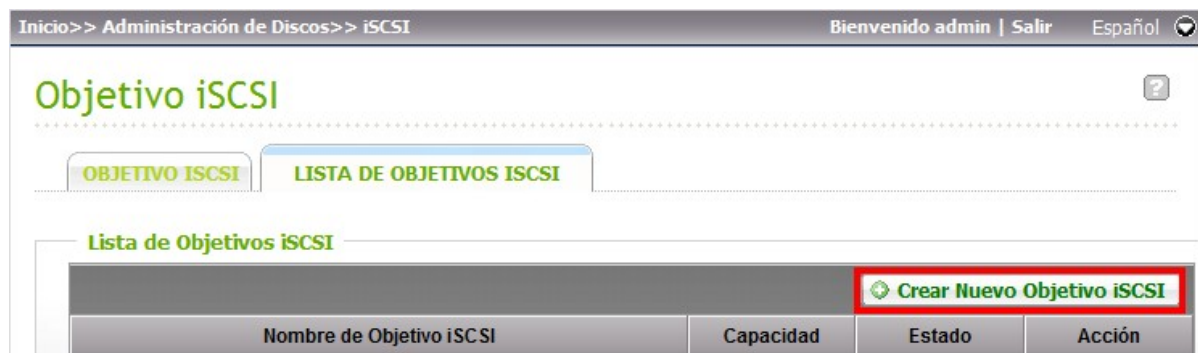 Inicio>> Administración de Discos>> iSCSI Bienvenido admin | Salir Español
Objetivo iSCSI ?
OBJETIVO ISCSI LISTA DE OBJETIVOS ISCSI
Lista de Objetivos iSCSI
Crear Nuevo Objetivo iSCSI
Nombre de Objetivo iSCSI Capacidad Estado Acción